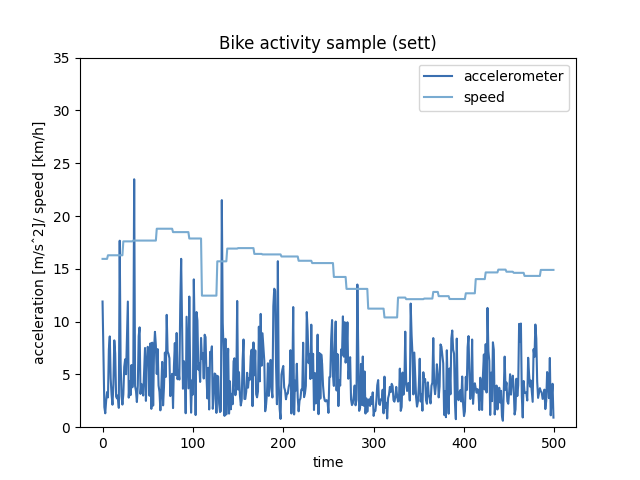 Bike activity sample (sett)
accelerometer
speed
acceleration [m/s^2]/ speed [km/h]
35
30
25
20
15
10
5
0
0
100
200
300
400
500
time